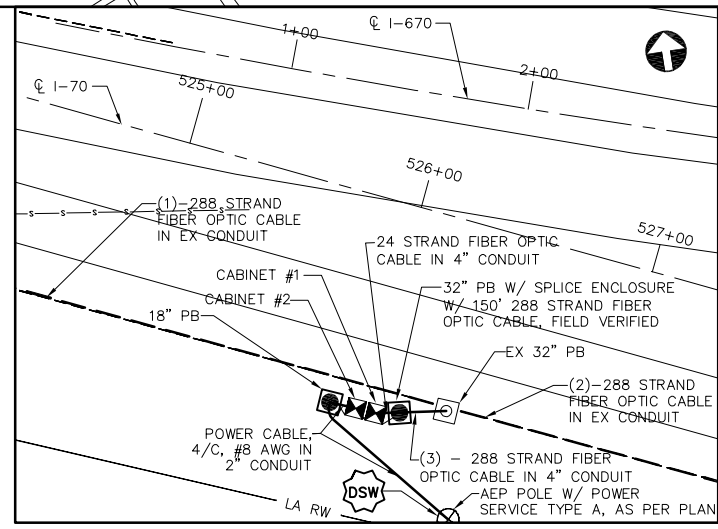 ℄ I-670
1+00
2+00
℄ I-70
525+00
526+00
527+00
(1)-288 STRAND
FIBER OPTIC CABLE
IN EX CONDUIT
S S S S S S
24 STRAND FIBER OPTIC
CABLE IN 4" CONDUIT
CABINET #1
CABINET #2
18" PB
32" PB W/ SPLICE ENCLOSURE
W/ 150' 288 STRAND FIBER
OPTIC CABLE, FIELD VERIFIED
EX 32" PB
(2)-288 STRAND
FIBER OPTIC CABLE
IN EX CONDUIT
POWER CABLE,
4/C, #8 AWG IN
2" CONDUIT
(3) - 288 STRAND FIBER
OPTIC CABLE IN 4" CONDUIT
DSW
AEP POLE W/ POWER
SERVICE TYPE A, AS PER PLAN
LA RW